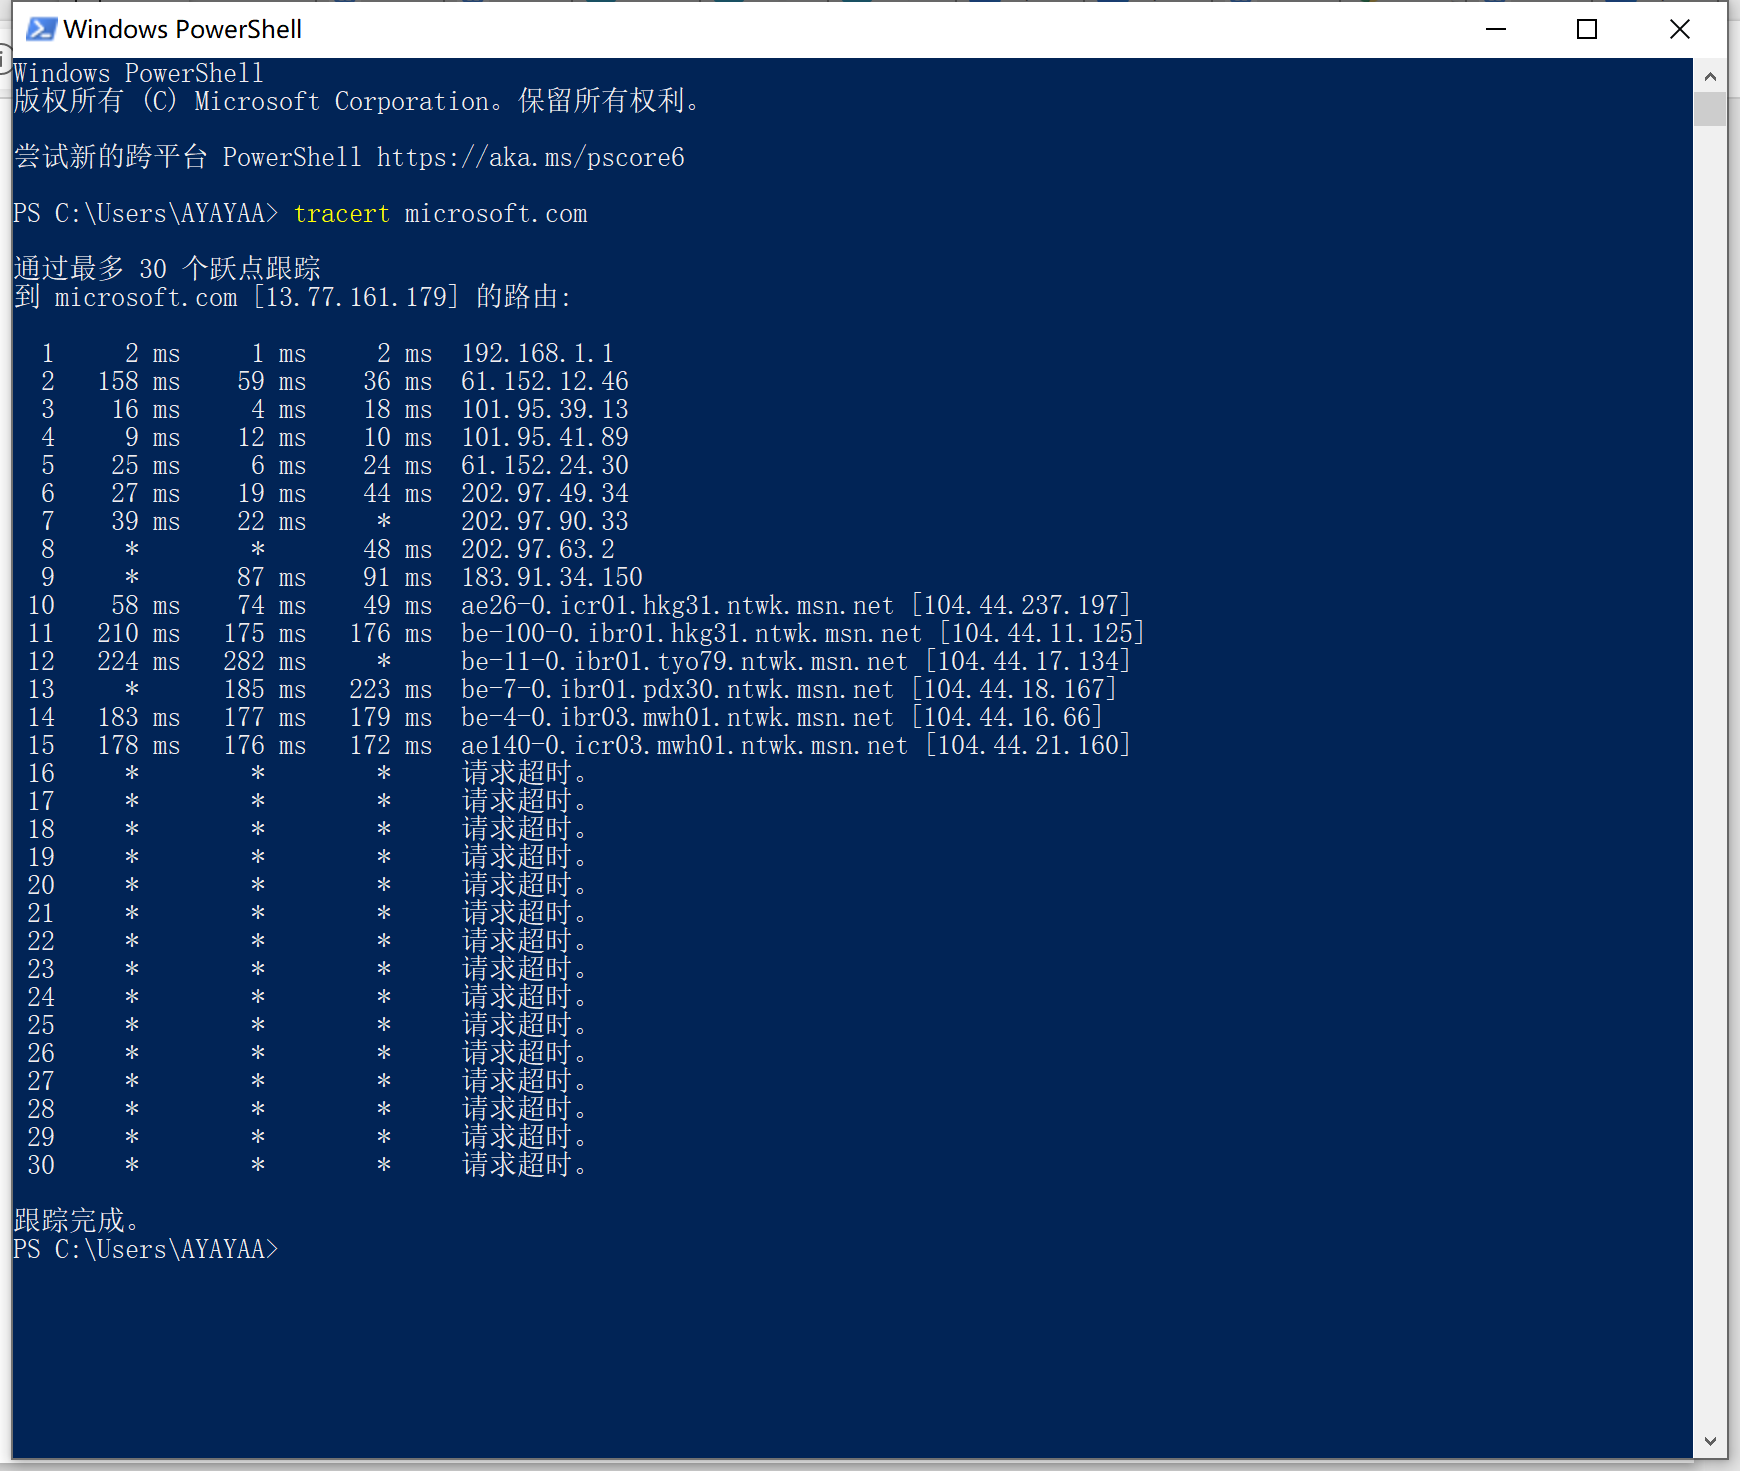 Windows PowerShell
Windows PowerShell
版权所有 (C) Microsoft Corporation。保留所有权利。
尝试新的跨平台 PowerShell https://aka.ms/pscore6
PS C:\Users\AYAYAA> tracert microsoft.com
通过最多 30 个跃点跟踪
到 microsoft.com [13.77.161.179] 的路由:
1 2 ms 1 ms 2 ms 192.168.1.1
2 158 ms 59 ms 36 ms 61.152.12.46
3 16 ms 4 ms 18 ms 101.95.39.13
4 9 ms 12 ms 10 ms 101.95.41.89
5 25 ms 6 ms 24 ms 61.152.24.30
6 27 ms 19 ms 44 ms 202.97.49.34
7 39 ms 22 ms * 202.97.90.33
8 * * 48 ms 202.97.63.2
9 * 87 ms 91 ms 183.91.34.150
10 58 ms 74 ms 49 ms ae26-0.icr01.hkg31.ntwk.msn.net [104.44.237.197]
11 210 ms 175 ms 176 ms be-100-0.ibr01.hkg31.ntwk.msn.net [104.44.11.125]
12 224 ms 282 ms * be-11-0.ibr01.tyo79.ntwk.msn.net [104.44.17.134]
13 * 185 ms 223 ms be-7-0.ibr01.pdx30.ntwk.msn.net [104.44.18.167]
14 183 ms 177 ms 179 ms be-4-0.ibr03.mwh01.ntwk.msn.net [104.44.16.66]
15 178 ms 176 ms 172 ms ae140-0.icr03.mwh01.ntwk.msn.net [104.44.21.160]
16 * * * 请求超时。
17 * * * 请求超时。
18 * * * 请求超时。
19 * * * 请求超时。
20 * * * 请求超时。
21 * * * 请求超时。
22 * * * 请求超时。
23 * * * 请求超时。
24 * * * 请求超时。
25 * * * 请求超时。
26 * * * 请求超时。
27 * * * 请求超时。
28 * * * 请求超时。
29 * * * 请求超时。
30 * * * 请求超时。
跟踪完成。
PS C:\Users\AYAYAA>